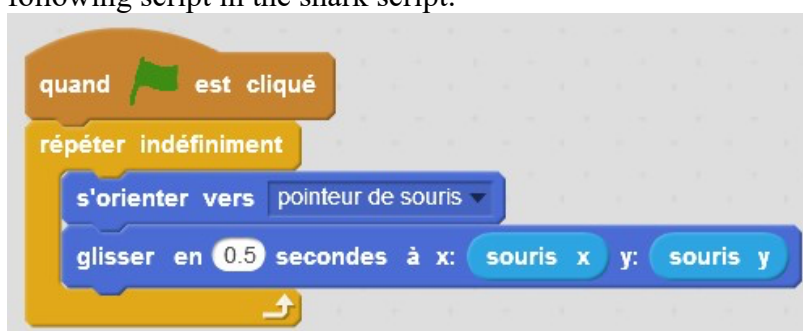 following script in the shark script:
quand est cliqué
répéter indéfiniment
s'orienter vers pointeur de souris
glisser en 0.5 secondes à x: souris x y: souris y